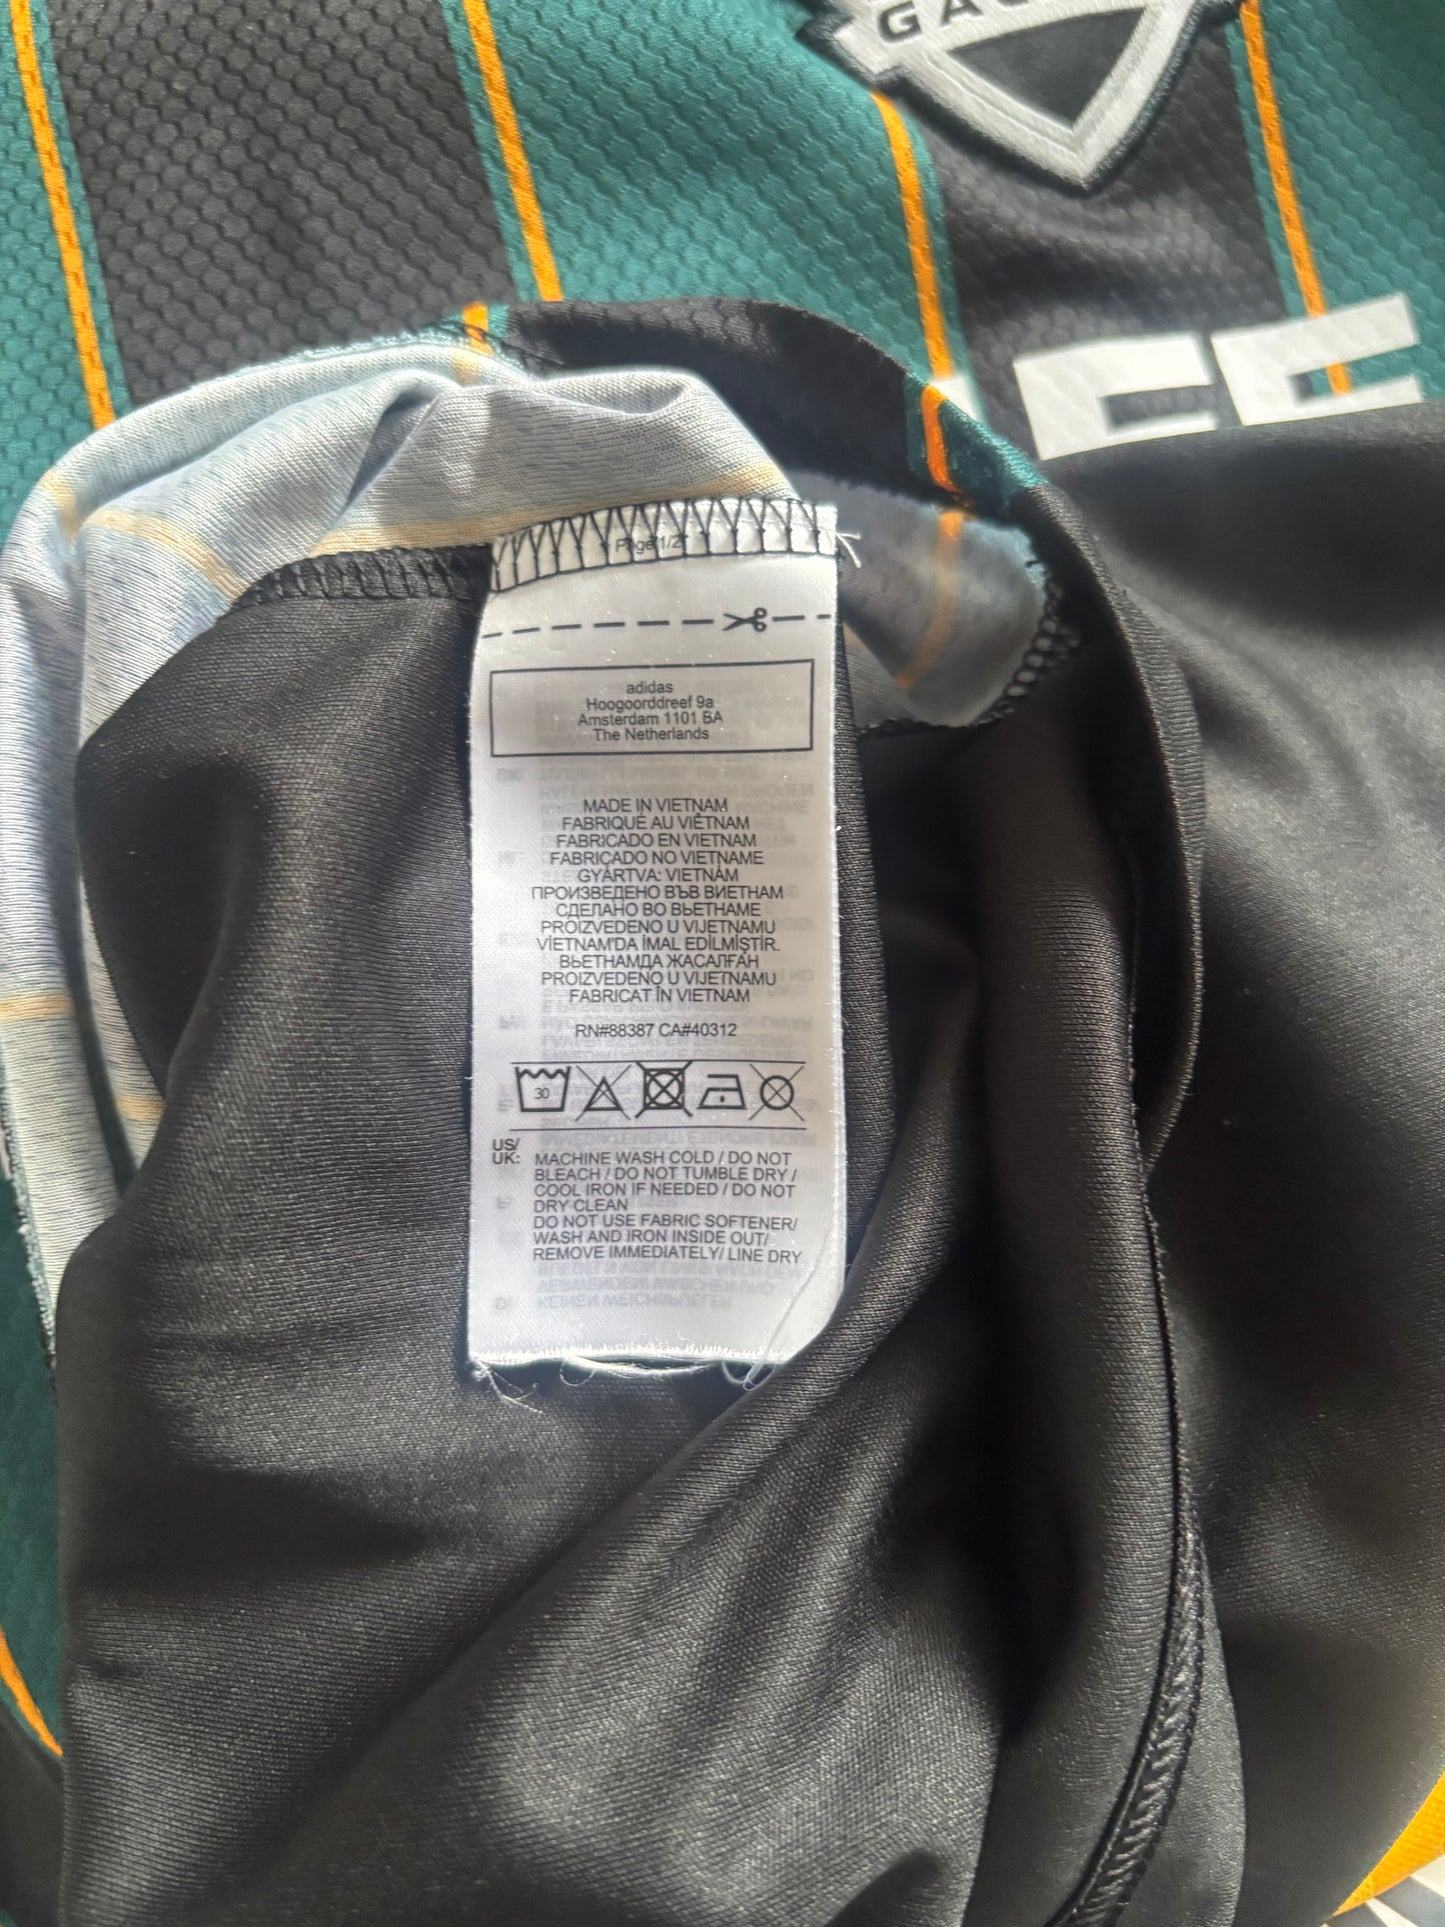 GA
Page 1/2
adidas
Hoogoorddreef 9a
Amsterdam 1101 BA
The Netherlands
MADE IN VIETNAM
FABRIQUÉ AU VIÊTNAM
FABRICADO EN VIETNAM
FABRICADO NO VIETNAME
GYÁRTVA: VIETNÁM
ПРОИЗВЕДЕНО ВЪВ ВИЕТНАМ
СДЕЛАНО ВО ВЬЕТНАМЕ
PROIZVEDENO U VIJETNAMU
VİETNAM'DA İMAL EDİLMİŞTİR.
ВЬЕТНАМДА ЖАСАЛҒАН
PROIZVEDENO U VIJETNAMU
FABRICAT ÎN VIETNAM
RN#88387 CA#40312
30
US/
UK: MACHINE WASH COLD / DO NOT
BLEACH / DO NOT TUMBLE DRY /
COOL IRON IF NEEDED / DO NOT
DRY CLEAN
DO NOT USE FABRIC SOFTENER/
WASH AND IRON INSIDE OUT/
REMOVE IMMEDIATELY/ LINE DRY